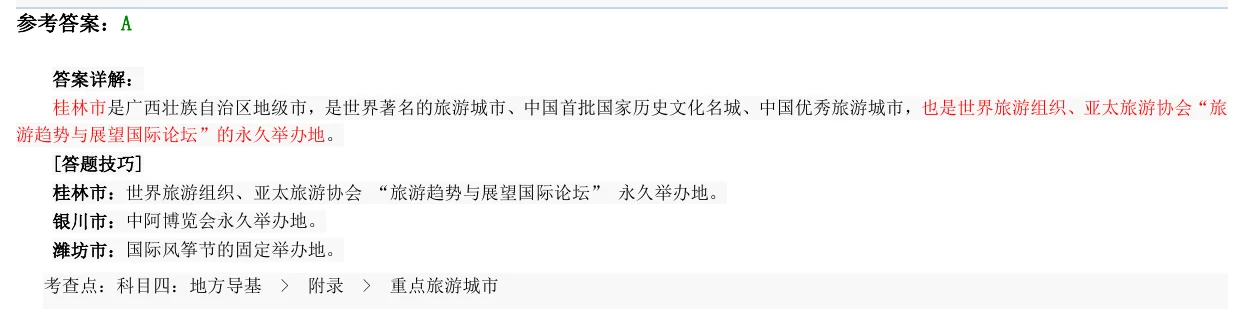 参考答案：A
答案详解：
桂林市是广西壮族自治区地级市，是世界著名的旅游城市、中国首批国家历史文化名城、中国优秀旅游城市，也是世界旅游组织、亚太旅游协会“旅
游趋势与展望国际论坛”的永久举办地。
[答题技巧]
桂林市：世界旅游组织、亚太旅游协会 “旅游趋势与展望国际论坛” 永久举办地。
银川市：中阿博览会永久举办地。
潍坊市：国际风筝节的固定举办地。
考查点：科目四：地方导基 > 附录 > 重点旅游城市